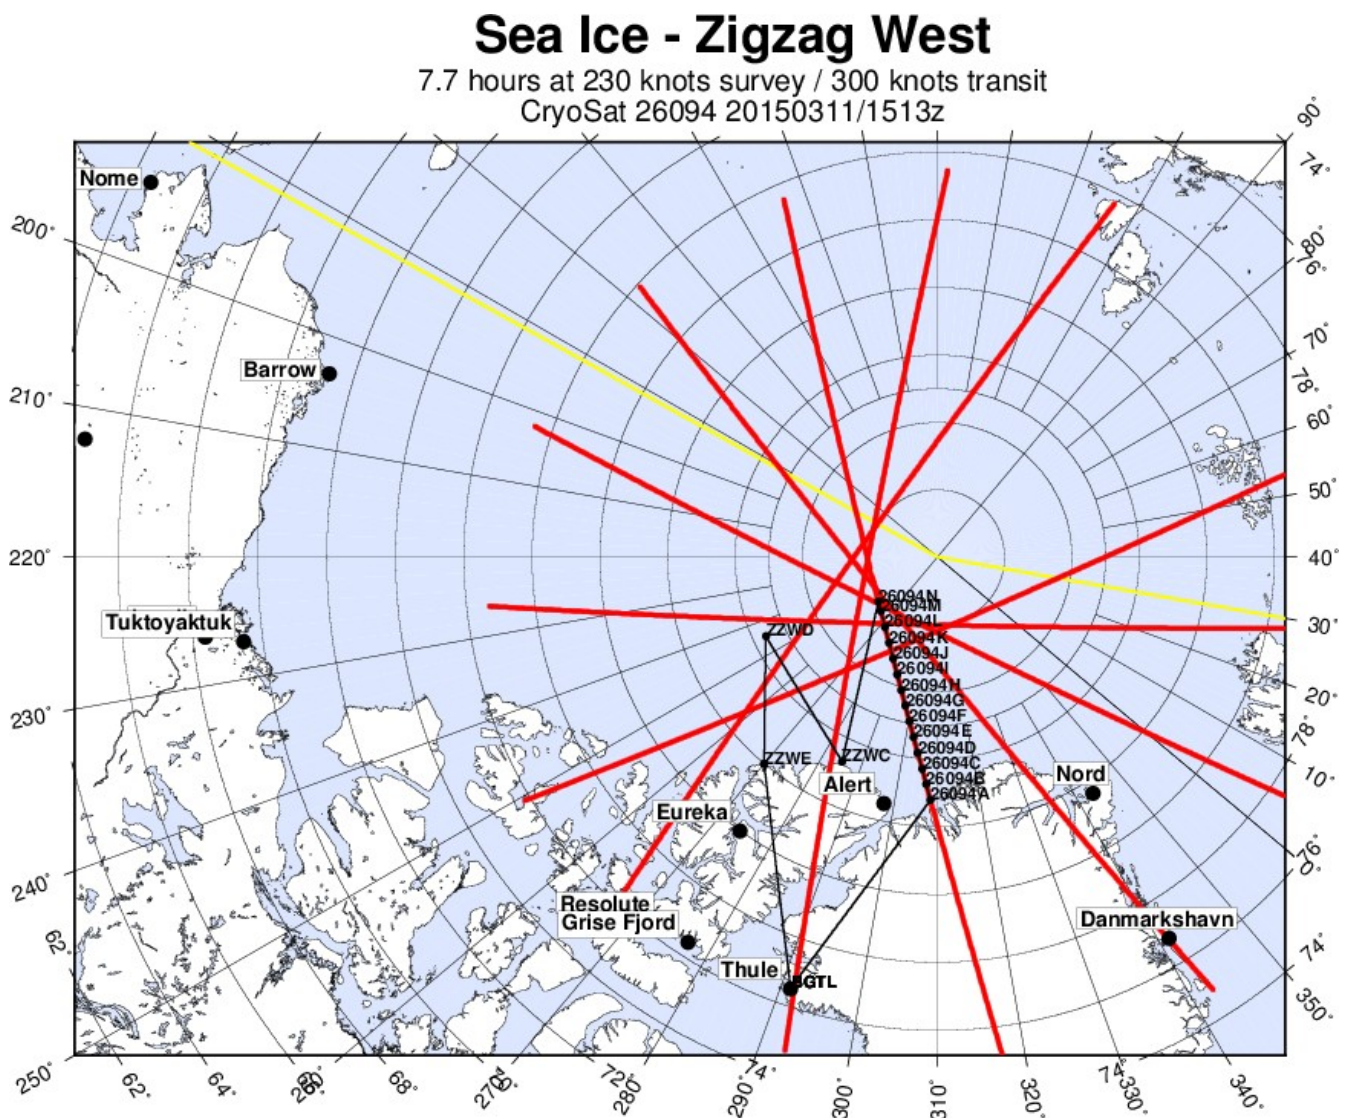 Sea Ice - Zigzag West
7.7 hours at 230 knots survey / 300 knots transit
CryoSat 26094 20150311/1513z
90°
74°
Nome
200°
80°
76°
70°
78°
Barrow
210°
60°
50°
220°
40°
26094N
26094M
Tuktoyaktuk
26094L
30°
ZZWD
26094K
26094J
26094I
26094H
20°
230°
26094G
26094F
78°
26094E
26094D
ZZWE
ZZWC
26094C
10°
Nord
Alert
26094B
26094A
Eureka
76°
0°
240°
Resolute
Grise Fjord
Danmarkshavn
62°
74°
Thule
BGTL
350°
250°
62°
64°
66°
68°
270°
72°
280°
290°
74°
300°
310°
320°
74°
330°
340°